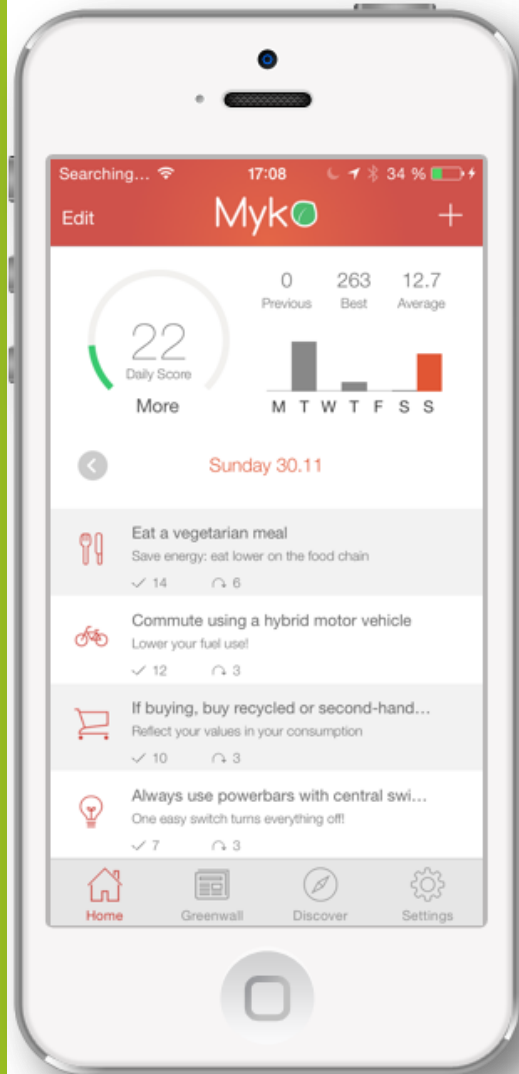 Searching... 17:08 34 %
Edit Myko +
0 263 12.7
Previous Best Average
22
Daily Score
More
M T W T F S S
Sunday 30.11
Eat a vegetarian meal
Save energy: eat lower on the food chain
14 6
Commute using a hybrid motor vehicle
Lower your fuel use!
12 3
If buying, buy recycled or second-hand...
Reflect your values in your consumption
10 3
Always use powerbars with central swi...
One easy switch turns everything off!
7 3
Home Greenwall Discover Settings